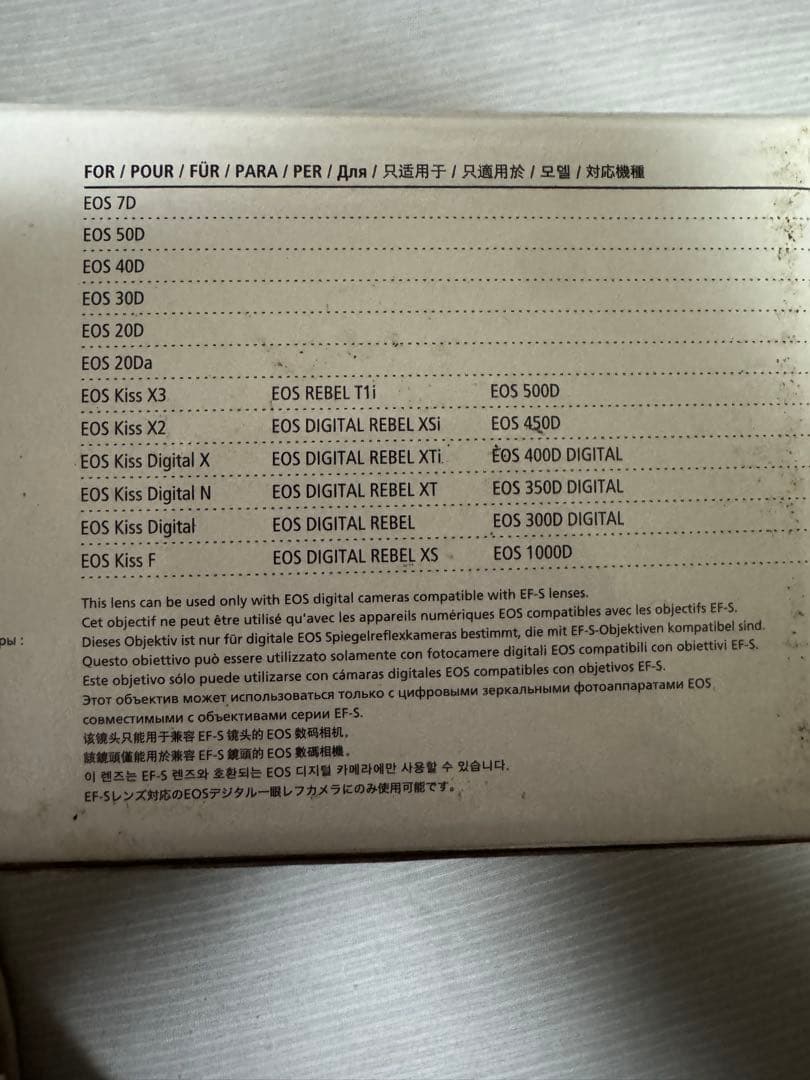 FOR / POUR / FÜR / PARA / PER / Для / 只适用于 / 只適用於 / 모델 / 対応機種
EOS 7D
EOS 50D
EOS 40D
EOS 30D
EOS 20D
EOS 20Da
EOS Kiss X3 EOS REBEL T1i EOS 500D
EOS Kiss X2 EOS DIGITAL REBEL XSi EOS 450D
EOS Kiss Digital X EOS DIGITAL REBEL XTi EOS 400D DIGITAL
EOS Kiss Digital N EOS DIGITAL REBEL XT EOS 350D DIGITAL
EOS Kiss Digital EOS DIGITAL REBEL EOS 300D DIGITAL
EOS Kiss F EOS DIGITAL REBEL XS EOS 1000D
This lens can be used only with EOS digital cameras compatible with EF-S lenses.
Cet objectif ne peut être utilisé qu'avec les appareils numériques EOS compatibles avec les objectifs EF-S.
Dieses Objektiv ist nur für digitale EOS Spiegelreflexkameras bestimmt, die mit EF-S-Objektiven kompatibel sind.
Questo obiettivo può essere utilizzato solamente con fotocamere digitali EOS compatibili con obiettivi EF-S.
Este objetivo sólo puede utilizarse con cámaras digitales EOS compatibles con objetivos EF-S.
Этот объектив может использоваться только с цифровыми зеркальными фотоаппаратами EOS
совместимыми с объективами серии EF-S.
该镜头只能用于兼容 EF-S 镜头的 EOS 数码相机。
該鏡頭僅能用於兼容 EF-S 鏡頭的 EOS 數碼相機。
이 렌즈는 EF-S 렌즈와 호환되는 EOS 디지털 카메라에만 사용할 수 있습니다.
EF-Sレンズ対応のEOSデジタル一眼レフカメラにのみ使用可能です。
ры :